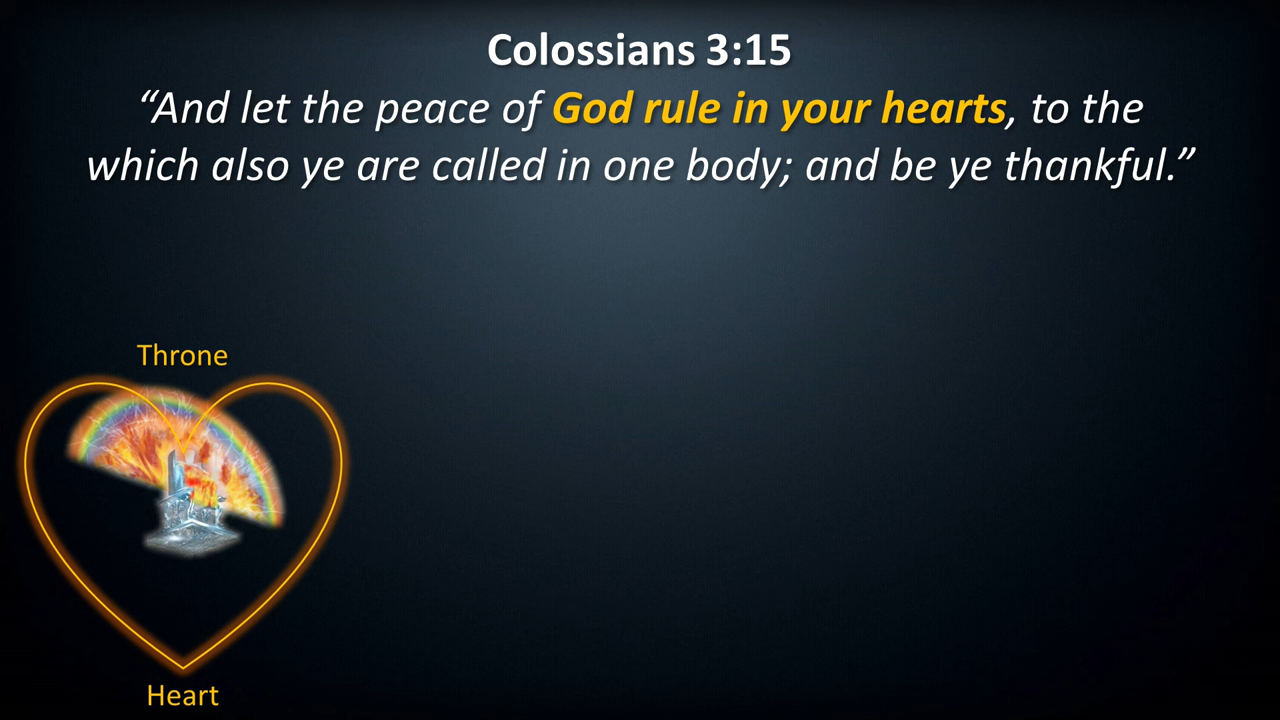 Colossians 3:15
“And let the peace of God rule in your hearts, to the
which also ye are called in one body; and be ye thankful.”
Throne
Heart